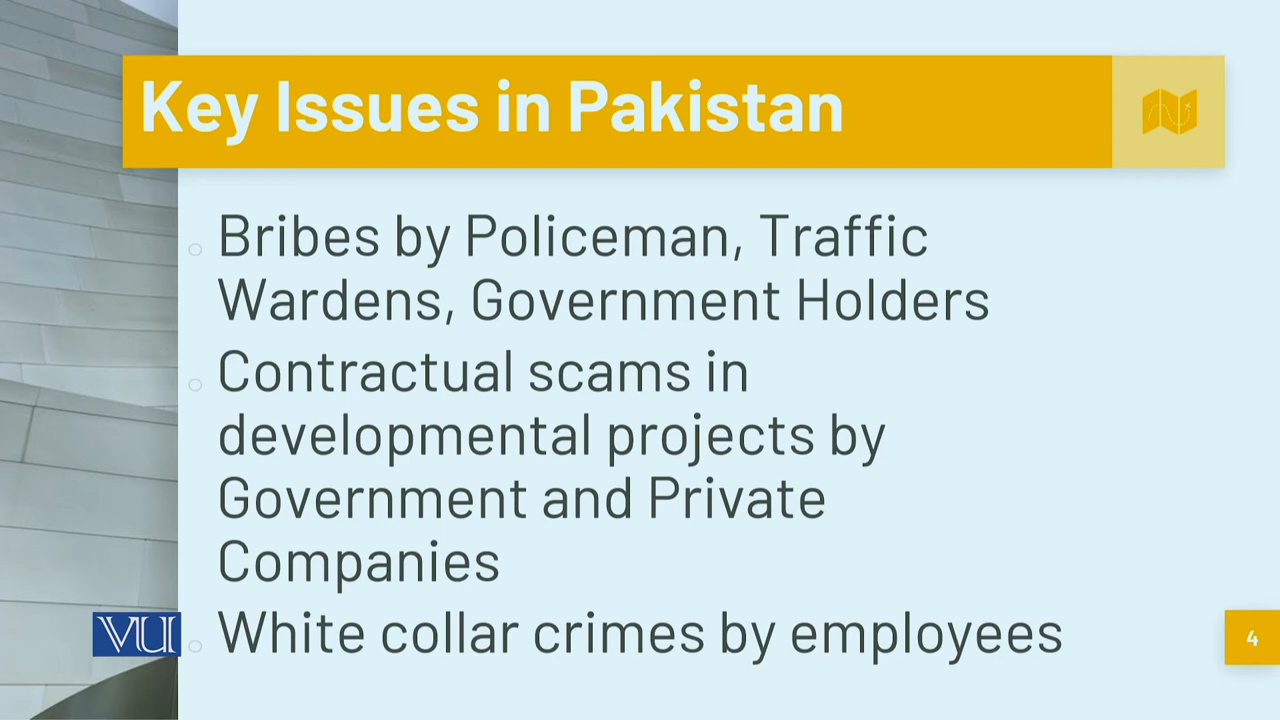 Key Issues in Pakistan
Bribes by Policeman, Traffic
Wardens, Government Holders
Contractual scams in
developmental projects by
Government and Private
Companies
White collar crimes by employees
VU
4